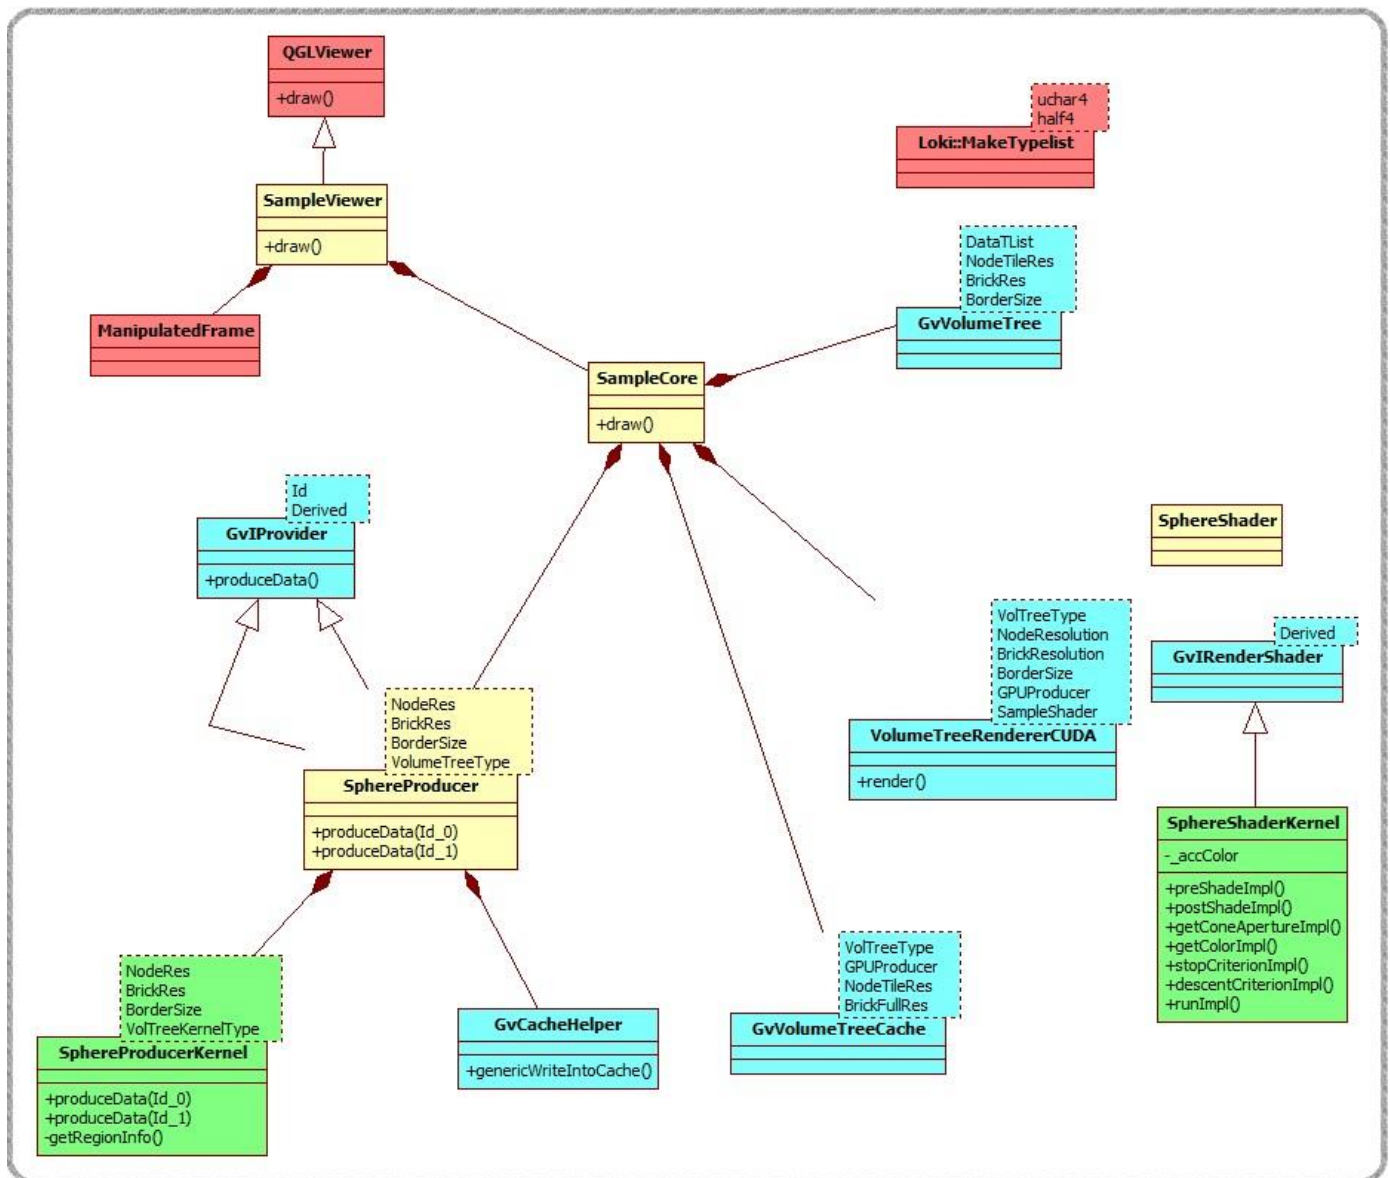 QGLViewer
+draw()
uchar4
half4
Loki::MakeTypelist
SampleViewer
+draw()
DataTList
NodeTileRes
BrickRes
BorderSize
GvVolumeTree
ManipulatedFrame
SampleCore
+draw()
Id
Derived
GvIProvider
+produceData()
SphereShader
VolTreeType
NodeResolution
BrickResolution
BorderSize
GPUProducer
SampleShader
VolumeTreeRendererCUDA
+render()
Derived
GvIRenderShader
NodeRes
BrickRes
BorderSize
VolumeTreeType
SphereProducer
+produceData(Id_0)
+produceData(Id_1)
SphereShaderKernel
-_accColor
+preShadeImpl()
+postShadeImpl()
+getConeApertureImpl()
+getColorImpl()
+stopCriterionImpl()
+descentCriterionImpl()
+runImpl()
NodeRes
BrickRes
BorderSize
VolTreeKernelType
SphereProducerKernel
+produceData(Id_0)
+produceData(Id_1)
-getRegionInfo()
GvCacheHelper
+genericWriteIntoCache()
VolTreeType
GPUProducer
NodeTileRes
BrickFullRes
GvVolumeTreeCache